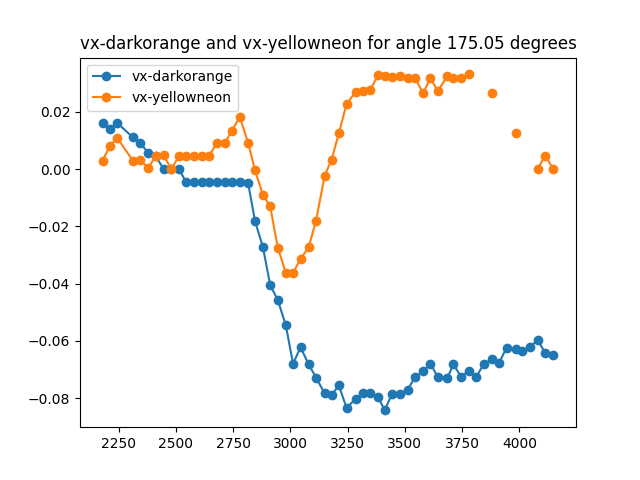 vx-darkorange and vx-yellowneon for angle 175.05 degrees
vx-darkorange
vx-yellowneon
0.02
0.00
−0.02
−0.04
−0.06
−0.08
2250 2500 2750 3000 3250 3500 3750 4000